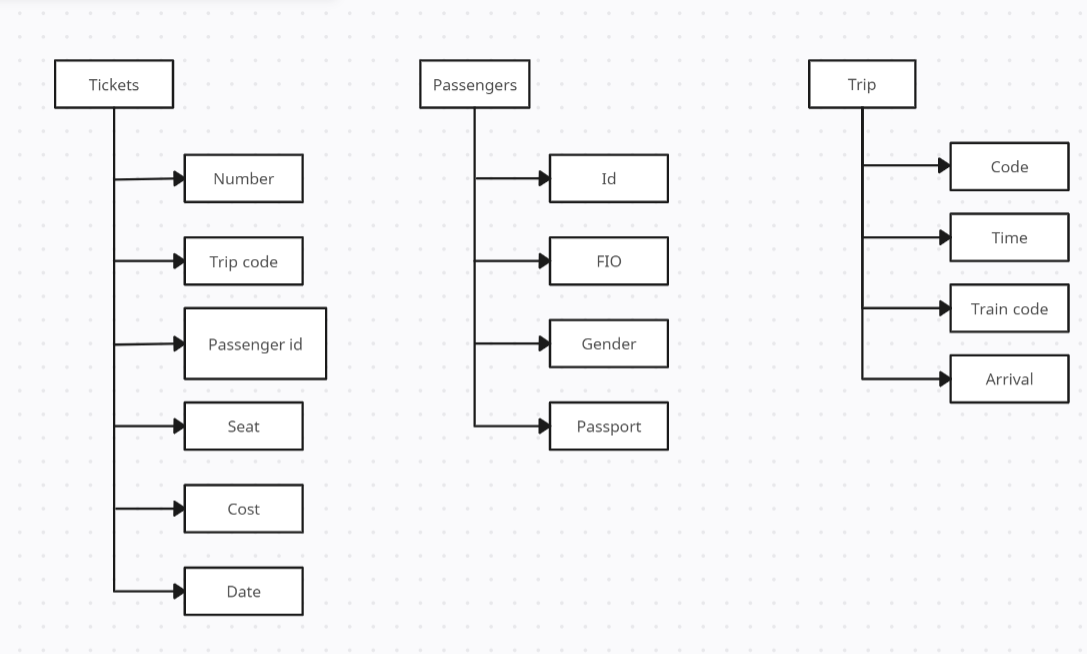 Tickets
Number
Trip code
Passenger id
Seat
Cost
Date
Passengers
Id
FIO
Gender
Passport
Trip
Code
Time
Train code
Arrival